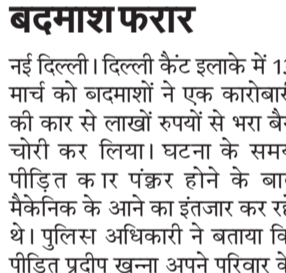 बदमाश फरार
नई दिल्ली। दिल्ली कैंट इलाके में
मार्च को बदमाशों ने एक
की कार से लाखों रुपयों से भरा
चोरी कर लिया। घटना के
पीड़ित कार पंक्चर होने के
मैकेनिक के आने का इंतजार कर
थे। पुलिस अधिकारी ने बताया
पीड़ित प्रदीप खन्ना अपने परिवार